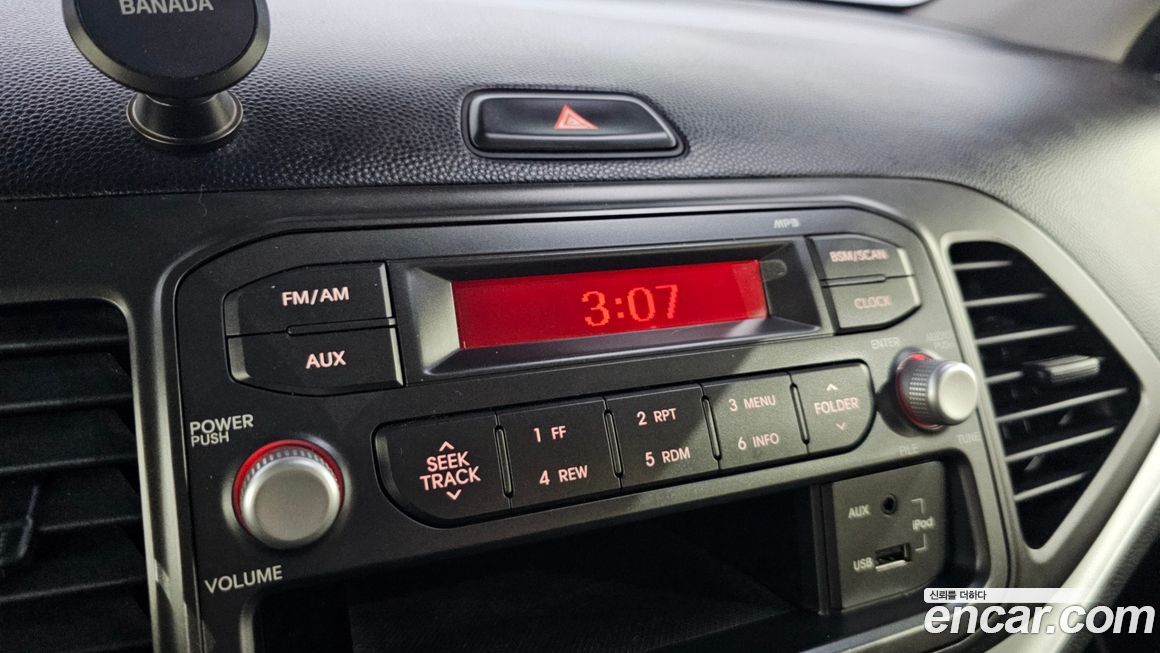 BANADA
MP3
FM/AM
AUX
3:07
BSM/SCAN
CLOCK
ENTER
POWER
PUSH
SEEK
TRACK
1 FF
4 REW
2 RPT
5 RDM
3 MENU
6 INFO
FOLDER
FILE
TUNE
VOLUME
AUX
iPod
USB
신뢰를 더하다
encar.com